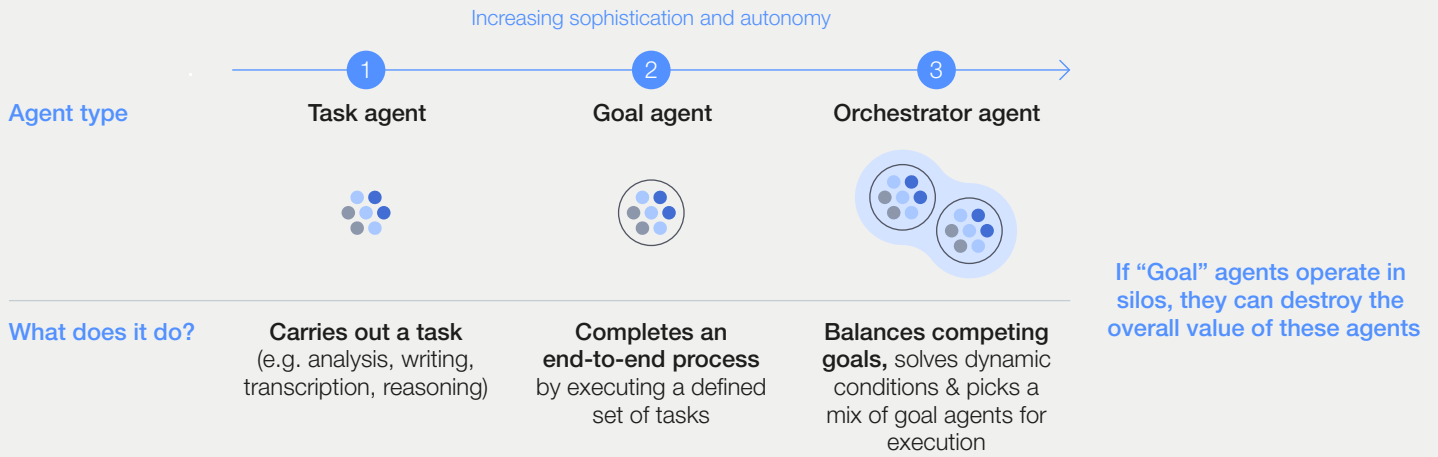 Increasing sophistication and autonomy
1
2
3
Agent type
Task agent
Goal agent
Orchestrator agent
If “Goal” agents operate in
silos, they can destroy the
overall value of these agents
What does it do?
Carries out a task
(e.g. analysis, writing,
transcription, reasoning)
Completes an
end-to-end process
by executing a defined
set of tasks
Balances competing
goals, solves dynamic
conditions & picks a
mix of goal agents for
execution